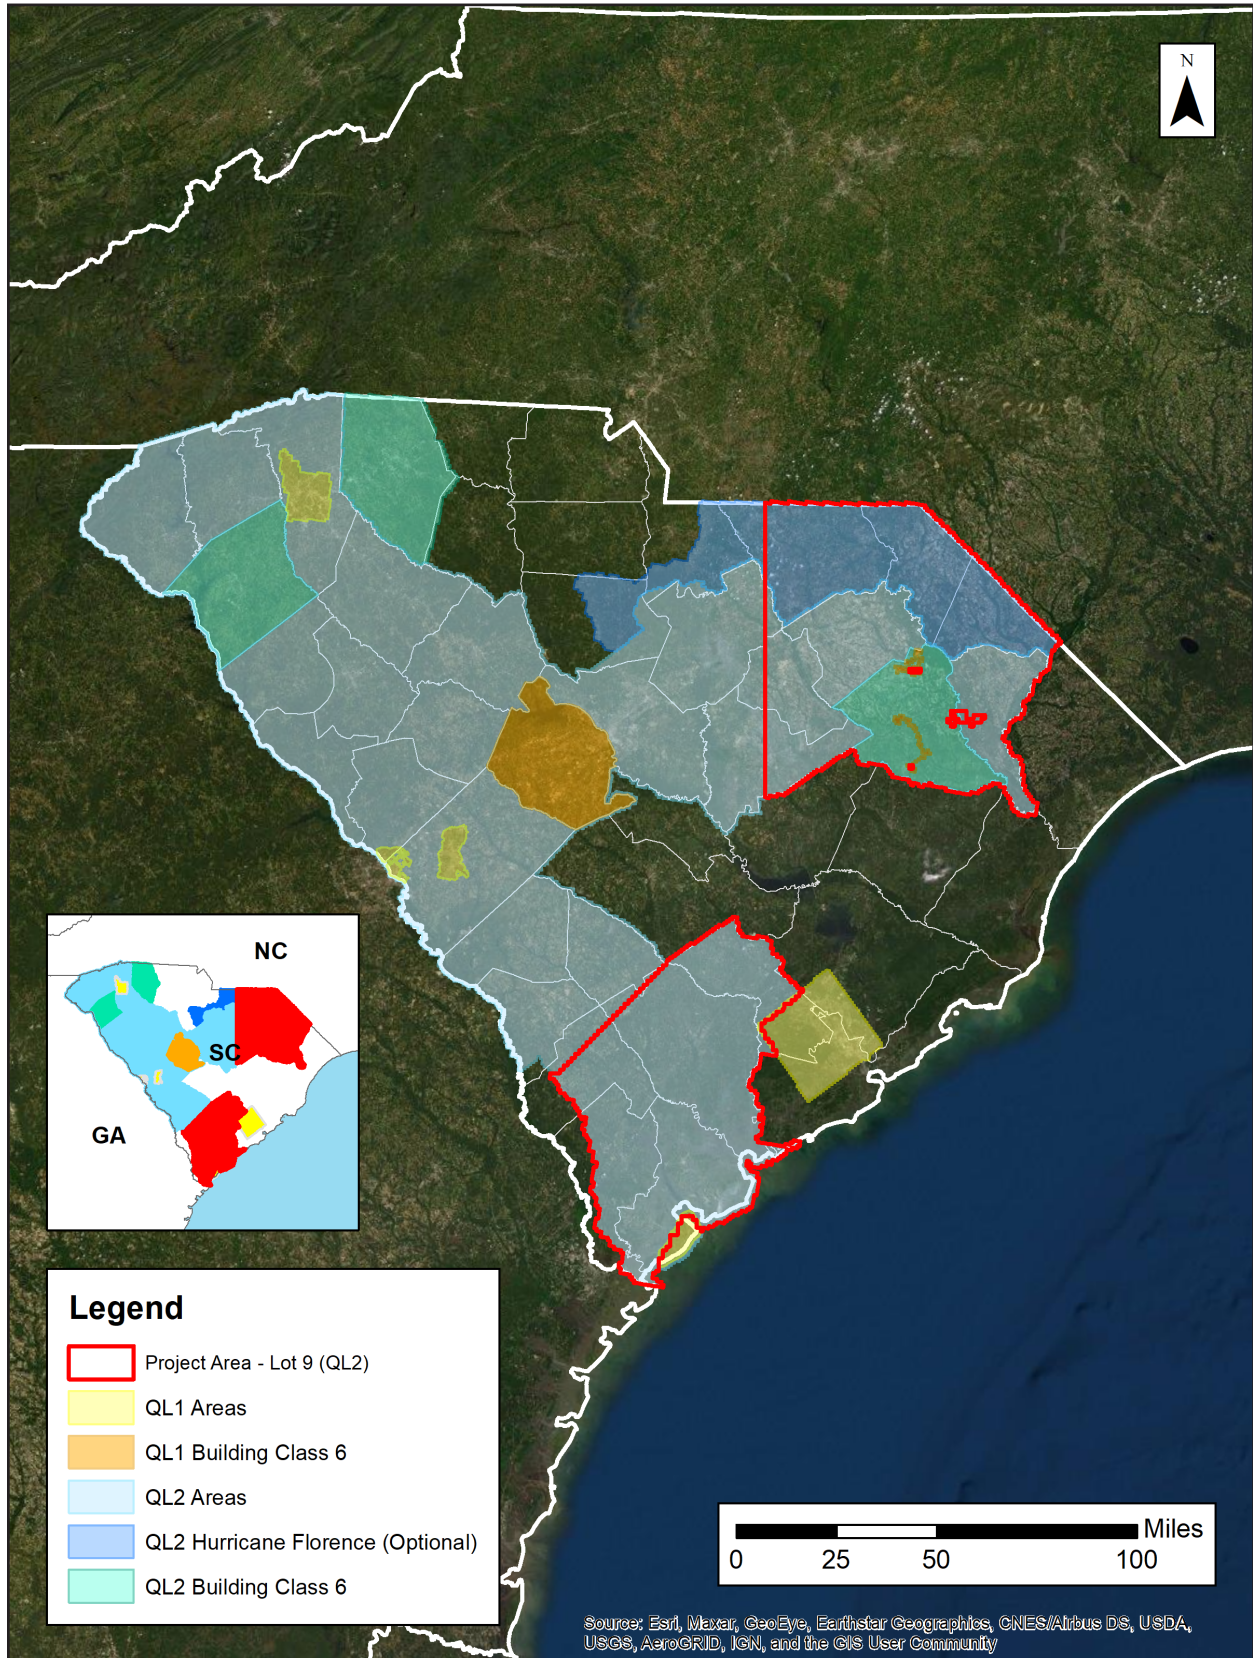 N
NC
SC
GA
Legend
Project Area - Lot 9 (QL2)
QL1 Areas
QL1 Building Class 6
QL2 Areas
QL2 Hurricane Florence (Optional)
QL2 Building Class 6
Miles
0 25 50 100
Source: Esri, Maxar, GeoEye, Earthstar Geographics, CNES/Airbus DS, USDA,
USGS, AeroGRID, IGN, and the GIS User Community